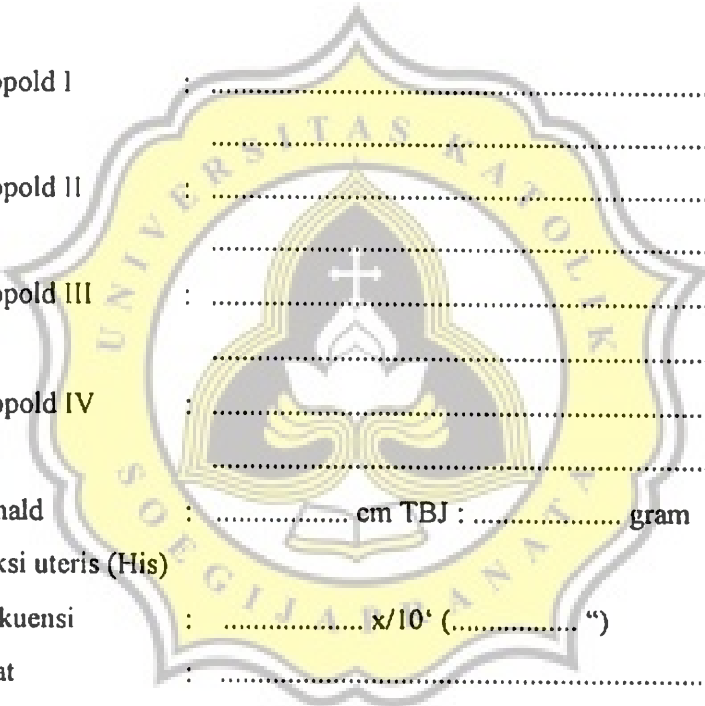 opold I : ..............................................................
..............................................................
opold II : ..............................................................
..............................................................
opold III : ..............................................................
..............................................................
opold IV : ..............................................................
..............................................................
nald : ............... cm TBJ : ................. gram
ksi uteris (His)
kuensi : ................ x/10‘ (............... “)
at : ..............................................................
UNIVERSITAS KATOLIK
SOEGIJAPRANATA